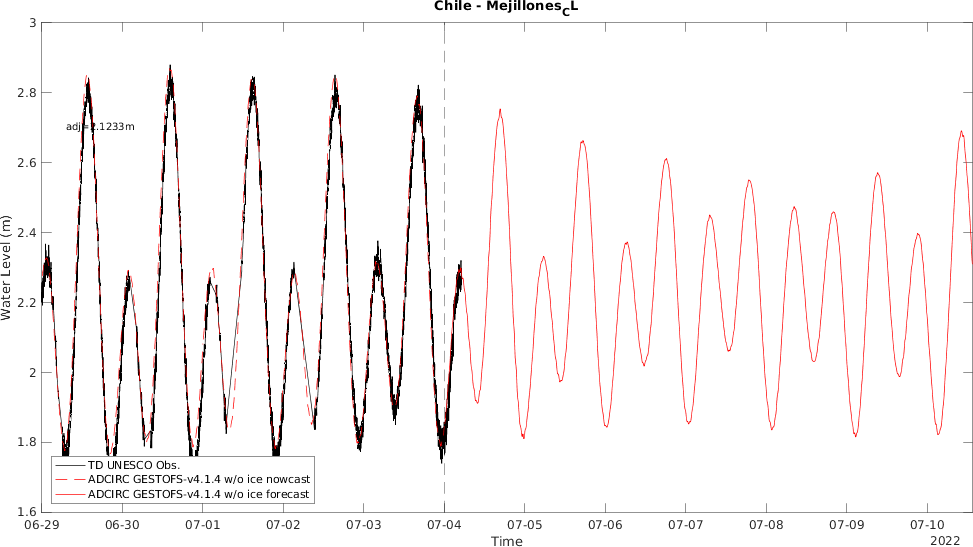 Chile - Mejillones_CL
3
2.8
adj=2.1233m
2.6
2.4
Water Level (m)
2.2
2
1.8
TD UNESCO Obs.
ADCIRC GESTOFS-v4.1.4 w/o ice nowcast
ADCIRC GESTOFS-v4.1.4 w/o ice forecast
1.6
06-29 06-30 07-01 07-02 07-03 07-04 07-05 07-06 07-07 07-08 07-09 07-10
Time
2022